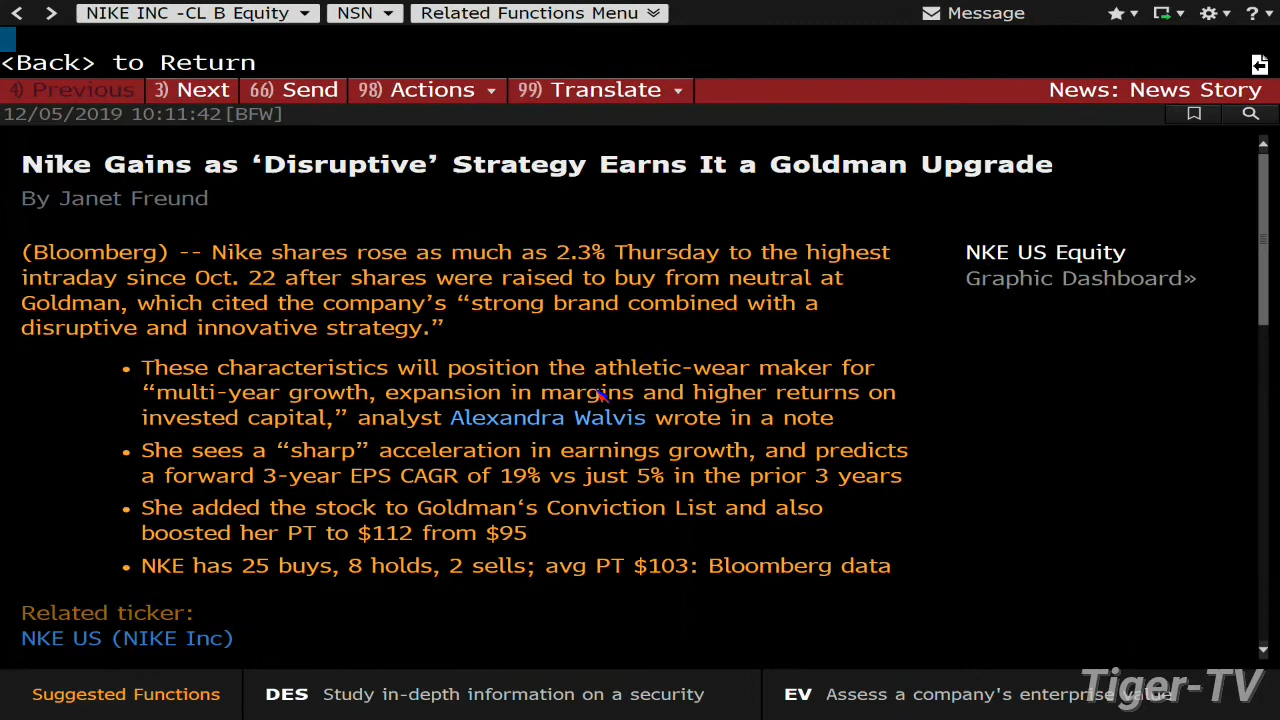 NIKE INC -CL B Equity
NSN
Related Functions Menu
Message
?
<Back> to Return
4) Previous
3) Next
66) Send
98) Actions
99) Translate
News: News Story
12/05/2019 10:11:42[BFW]
Nike Gains as ‘Disruptive’ Strategy Earns It a Goldman Upgrade
By Janet Freund
(Bloomberg) -- Nike shares rose as much as 2.3% Thursday to the highest
intraday since Oct. 22 after shares were raised to buy from neutral at
Goldman, which cited the company’s “strong brand combined with a
disruptive and innovative strategy.”
NKE US Equity
Graphic Dashboard»
• These characteristics will position the athletic-wear maker for
“multi-year growth, expansion in margins and higher returns on
invested capital,” analyst Alexandra Walvis wrote in a note
• She sees a “sharp” acceleration in earnings growth, and predicts
a forward 3-year EPS CAGR of 19% vs just 5% in the prior 3 years
• She added the stock to Goldman‘s Conviction List and also
boosted her PT to $112 from $95
• NKE has 25 buys, 8 holds, 2 sells; avg PT $103: Bloomberg data
Related ticker:
NKE US (NIKE Inc)
Suggested Functions
DES Study in-depth information on a security
EV Assess a company's enterprise value
Tiger-TV